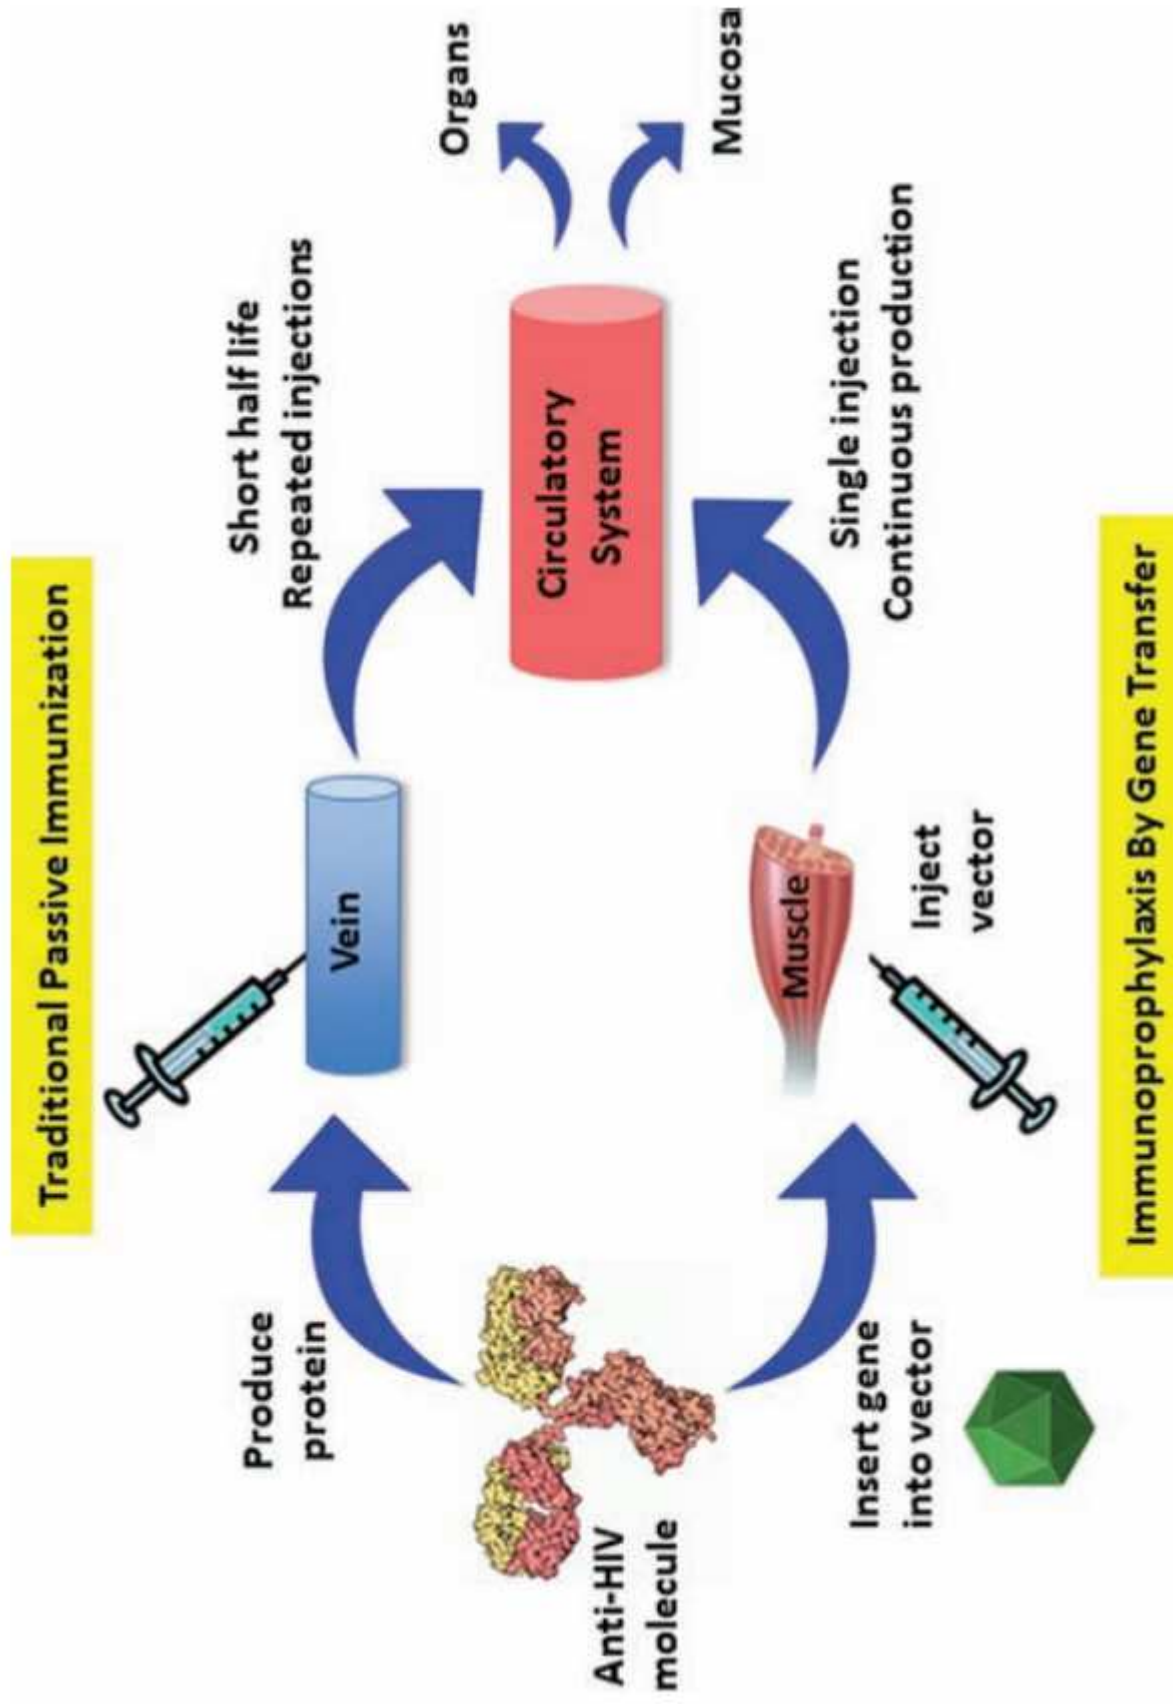 Traditional Passive Immunization
Produce
protein
Vein
Short half life
Repeated injections
Anti-HIV
molecule
Circulatory
System
Organs
Mucosa
Insert gene
into vector
Muscle
Inject
vector
Single injection
Continuous production
Immunoprophylaxis By Gene Transfer